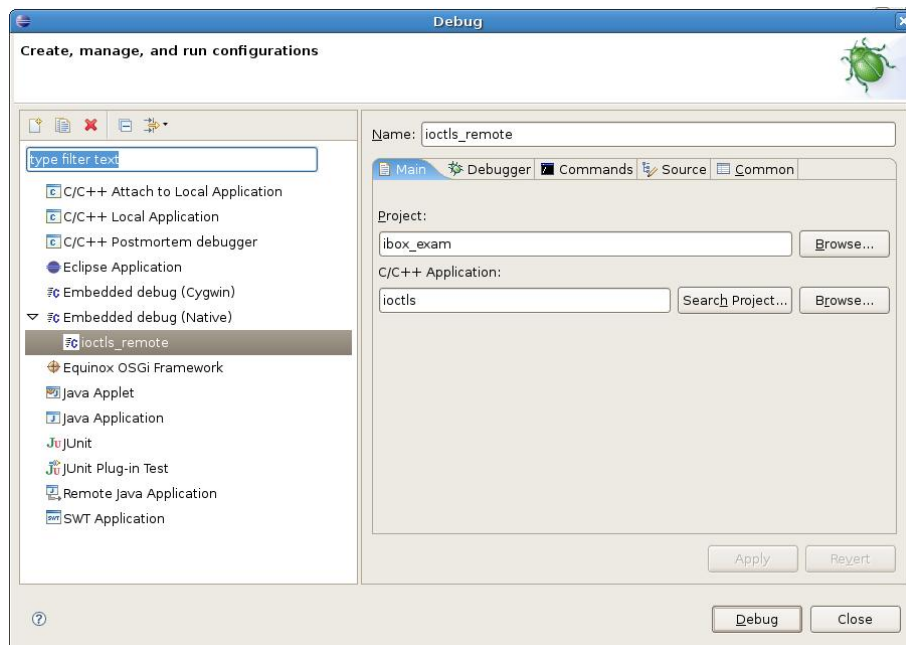 Debug
Create, manage, and run configurations
type filter text
C/C++ Attach to Local Application
C/C++ Local Application
C/C++ Postmortem debugger
Eclipse Application
Embedded debug (Cygwin)
Embedded debug (Native)
ioctls_remote
Equinox OSGi Framework
Java Applet
Java Application
JUnit
JUnit Plug-in Test
Remote Java Application
SWT Application
Name: ioctls_remote
Main Debugger Commands Source Common
Project:
ibox_exam Browse...
C/C++ Application:
ioctls Search Project... Browse...
Apply Revert
Debug Close